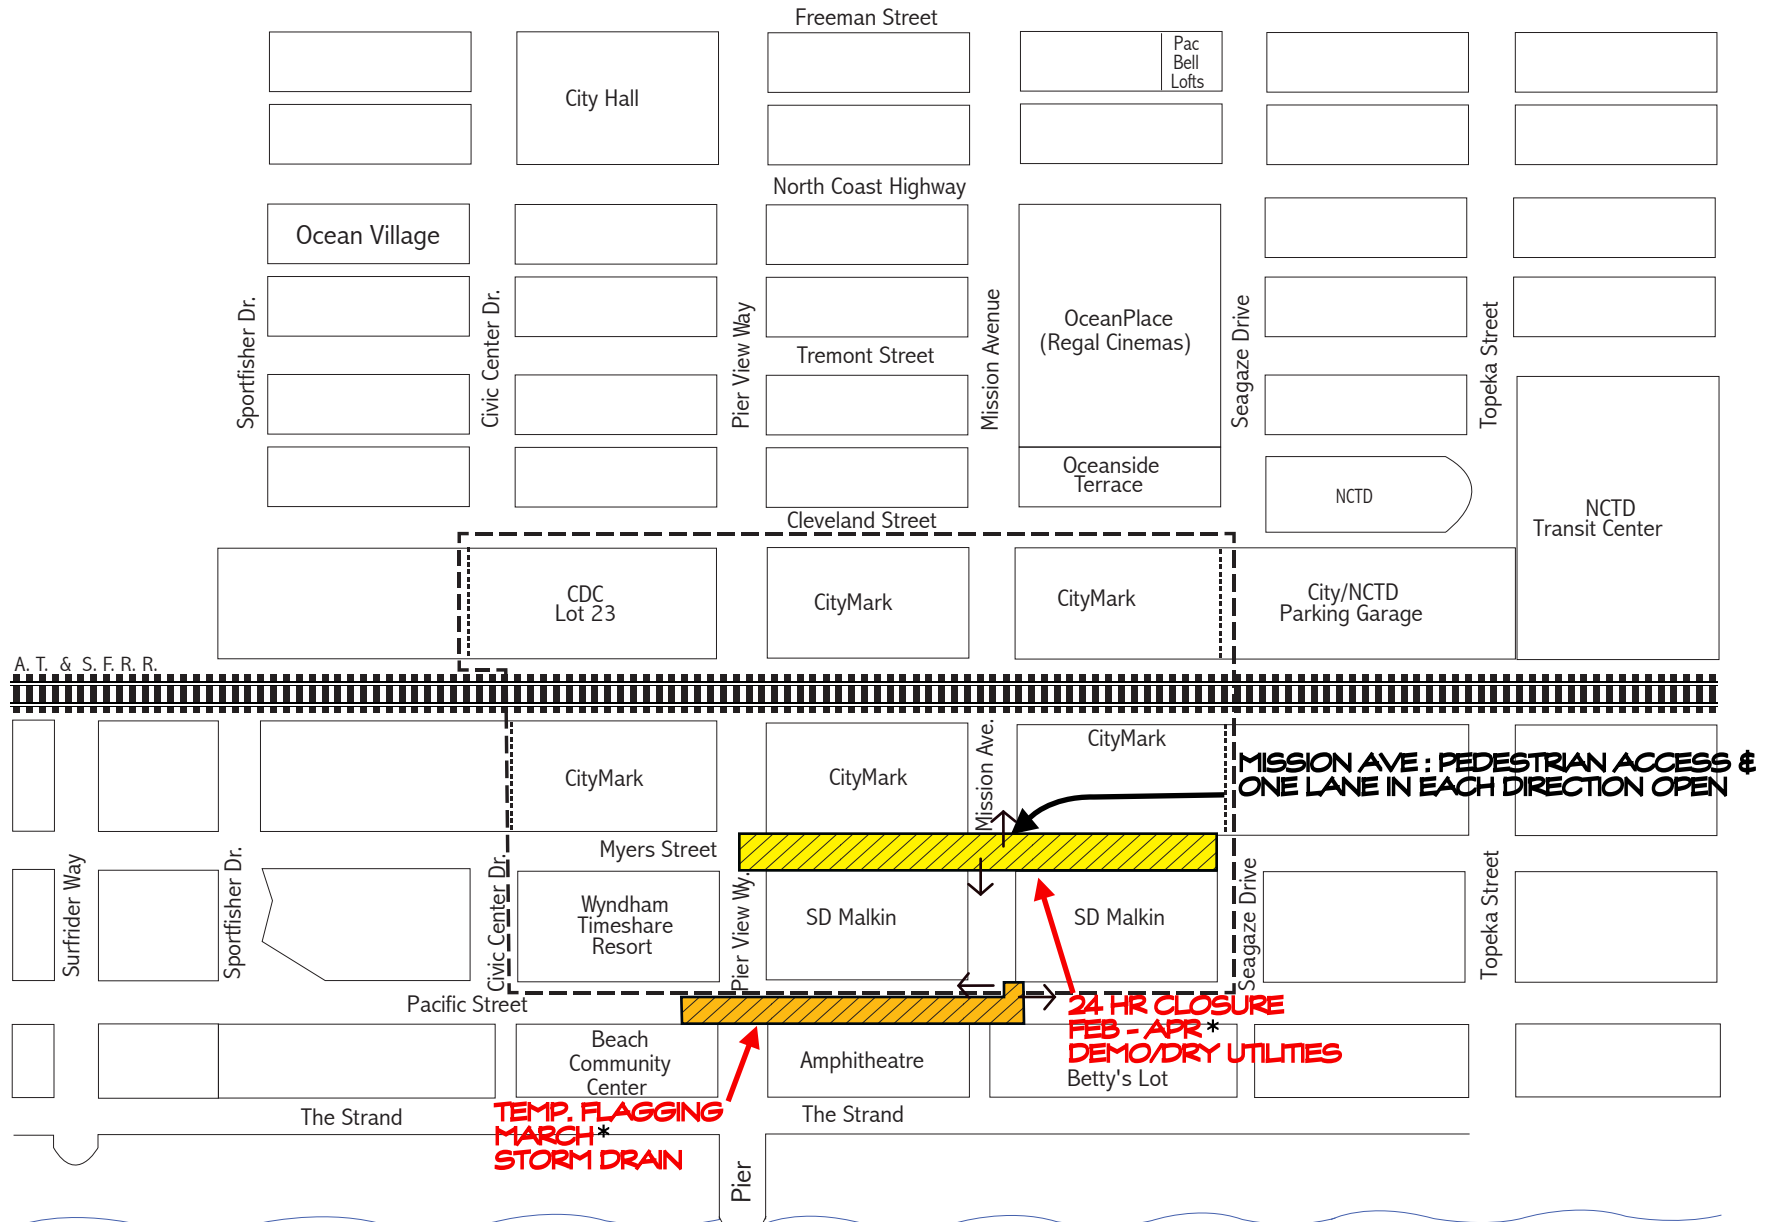 Freeman Street
Pac
Bell
Lofts
City Hall
North Coast Highway
Ocean Village
Sportfisher Dr.
Civic Center Dr.
Pier View Way
Mission Avenue
OceanPlace
(Regal Cinemas)
Seagaze Drive
Topeka Street
Tremont Street
Oceanside
Terrace
NCTD
NCTD
Transit Center
Cleveland Street
CDC
Lot 23
CityMark
CityMark
City/NCTD
Parking Garage
A. T. & S. F. R. R.
CityMark
CityMark
Mission Ave.
CityMark
MISSION AVE : PEDESTRIAN ACCESS &
ONE LANE IN EACH DIRECTION OPEN
Myers Street
Surfrider Way
Sportfisher Dr.
Civic Center Dr.
Wyndham
Timeshare
Resort
Pier View Wy.
SD Malkin
SD Malkin
Seagaze Drive
Topeka Street
Pacific Street
24 HR CLOSURE
FEB - APR *
DEMO/DRY UTILITIES
Beach
Community
Center
Amphitheatre
Betty's Lot
TEMP. FLAGGING
MARCH *
STORM DRAIN
The Strand
The Strand
Pier